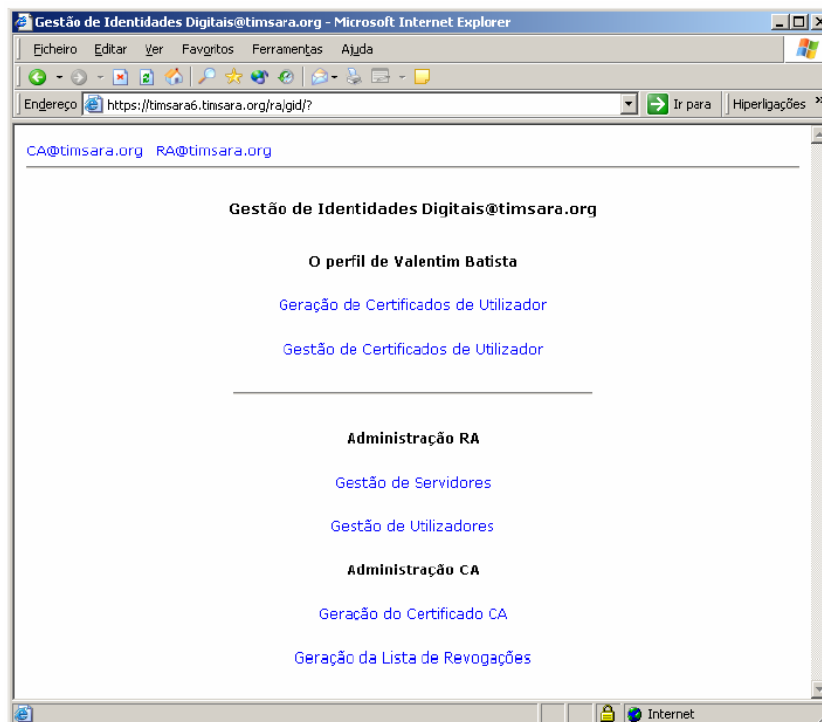 Gestão de Identidades Digitais@timsara.org - Microsoft Internet Explorer
Ficheiro Editar Ver Favoritos Ferramentas Ajuda
Endereço https://timsara6.timsara.org/ra/gid/? Ir para Hiperligações »
CA@timsara.org RA@timsara.org
Gestão de Identidades Digitais@timsara.org
O perfil de Valentim Batista
Geração de Certificados de Utilizador
Gestão de Certificados de Utilizador
Administração RA
Gestão de Servidores
Gestão de Utilizadores
Administração CA
Geração do Certificado CA
Geração da Lista de Revogações
Internet